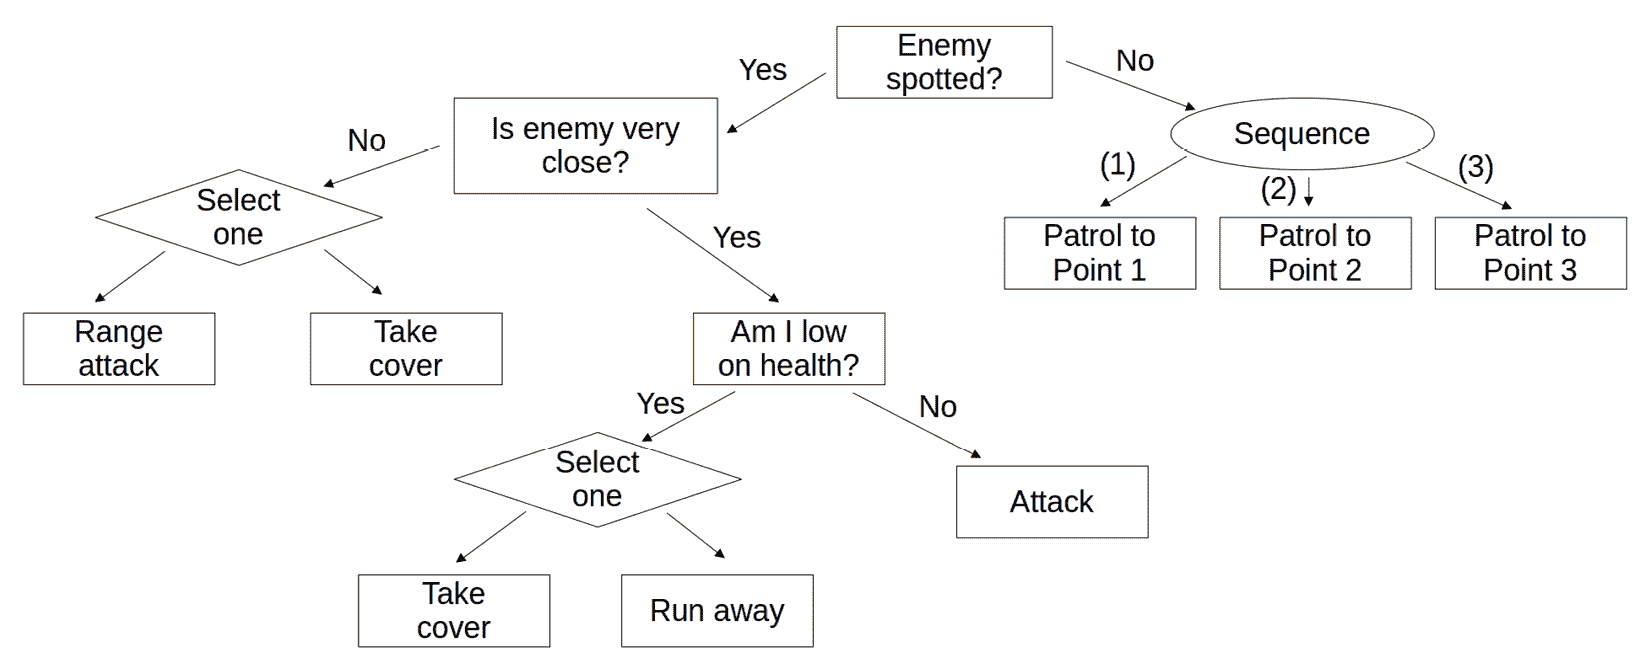 Enemy
spotted?
Yes
No
Is enemy very
close?
Sequence
No
(1)
(2)
(3)
Select
one
Yes
Patrol to
Point 1
Patrol to
Point 2
Patrol to
Point 3
Range
attack
Take
cover
Am I low
on health?
Yes
No
Select
one
Attack
Take
cover
Run away